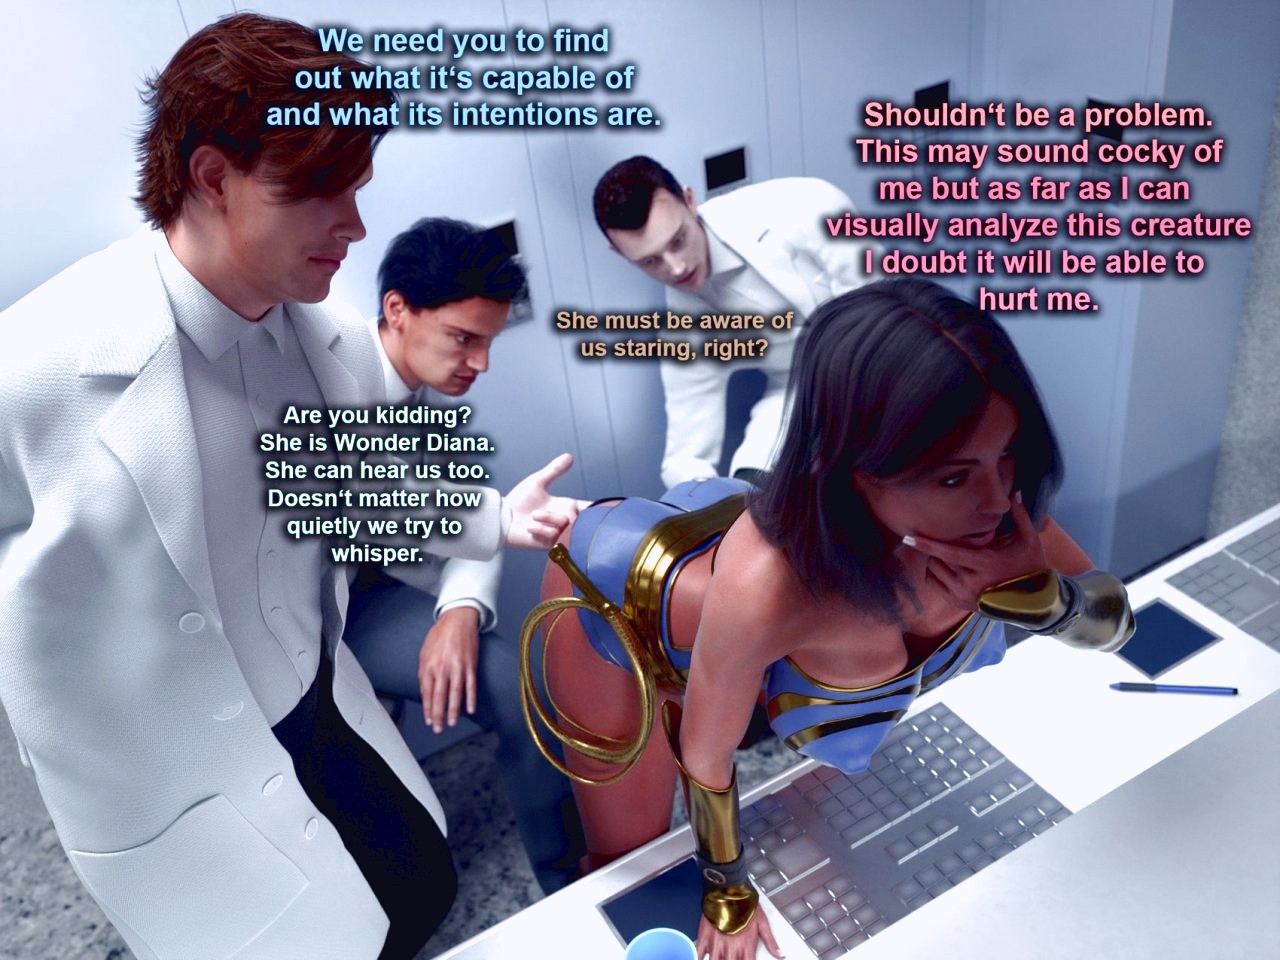 We need you to find
out what it‘s capable of
and what its intentions are.
Shouldn‘t be a problem.
This may sound cocky of
me but as far as I can
visually analyze this creature
I doubt it will be able to
hurt me.
She must be aware of
us staring, right?
Are you kidding?
She is Wonder Diana.
She can hear us too.
Doesn‘t matter how
quietly we try to
whisper.